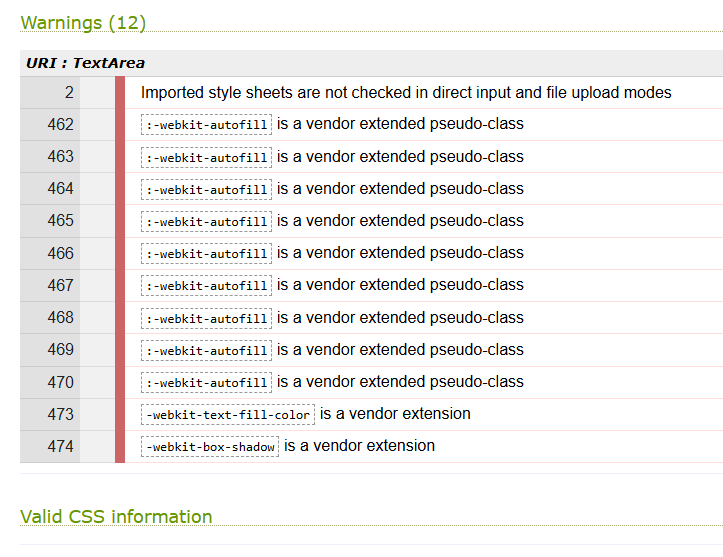 Warnings (12)
URI : TextArea
2 Imported style sheets are not checked in direct input and file upload modes
462 :-webkit-autofill is a vendor extended pseudo-class
463 :-webkit-autofill is a vendor extended pseudo-class
464 :-webkit-autofill is a vendor extended pseudo-class
465 :-webkit-autofill is a vendor extended pseudo-class
466 :-webkit-autofill is a vendor extended pseudo-class
467 :-webkit-autofill is a vendor extended pseudo-class
468 :-webkit-autofill is a vendor extended pseudo-class
469 :-webkit-autofill is a vendor extended pseudo-class
470 :-webkit-autofill is a vendor extended pseudo-class
473 -webkit-text-fill-color is a vendor extension
474 -webkit-box-shadow is a vendor extension
Valid CSS information